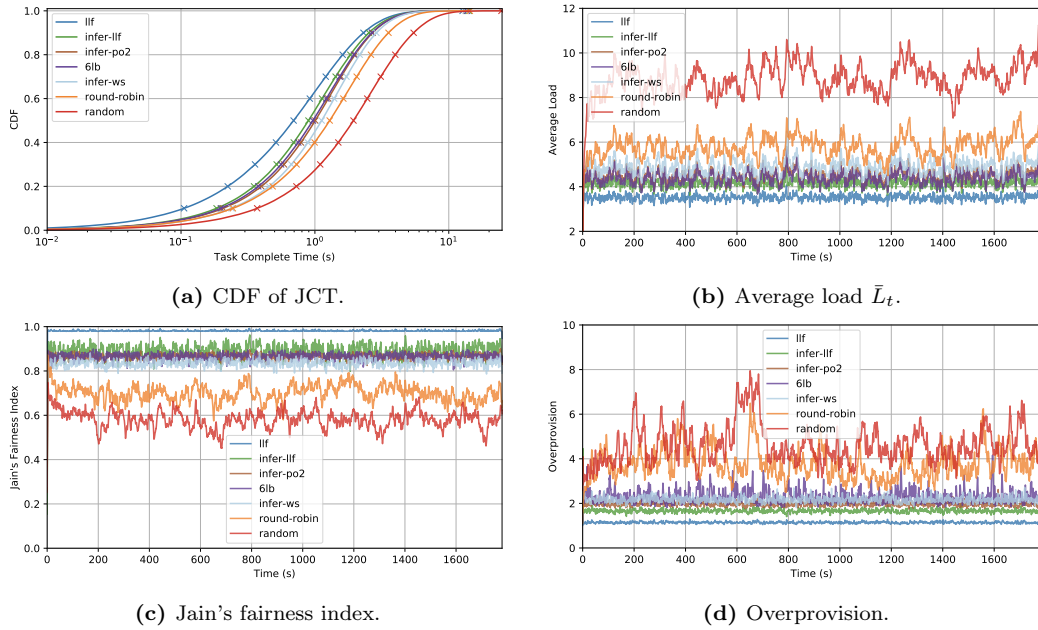 1.0
0.8
0.6
0.4
0.2
0.0
CDF
llf
infer-llf
infer-po2
6lb
infer-ws
round-robin
random
10⁻² 10⁻¹ 10⁰ 10¹
Task Complete Time (s)
(a) CDF of JCT.
12
10
8
6
4
2
Average Load
llf
infer-llf
infer-po2
6lb
infer-ws
round-robin
random
0 200 400 600 800 1000 1200 1400 1600
Time (s)
(b) Average load L̄ₜ.
1.0
0.8
0.6
0.4
0.2
0.0
Jain's Fairness Index
llf
infer-llf
infer-po2
6lb
infer-ws
round-robin
random
0 200 400 600 800 1000 1200 1400 1600
Time (s)
(c) Jain's fairness index.
10
8
6
4
2
0
Overprovision
llf
infer-llf
infer-po2
6lb
infer-ws
round-robin
random
0 200 400 600 800 1000 1200 1400 1600
Time (s)
(d) Overprovision.